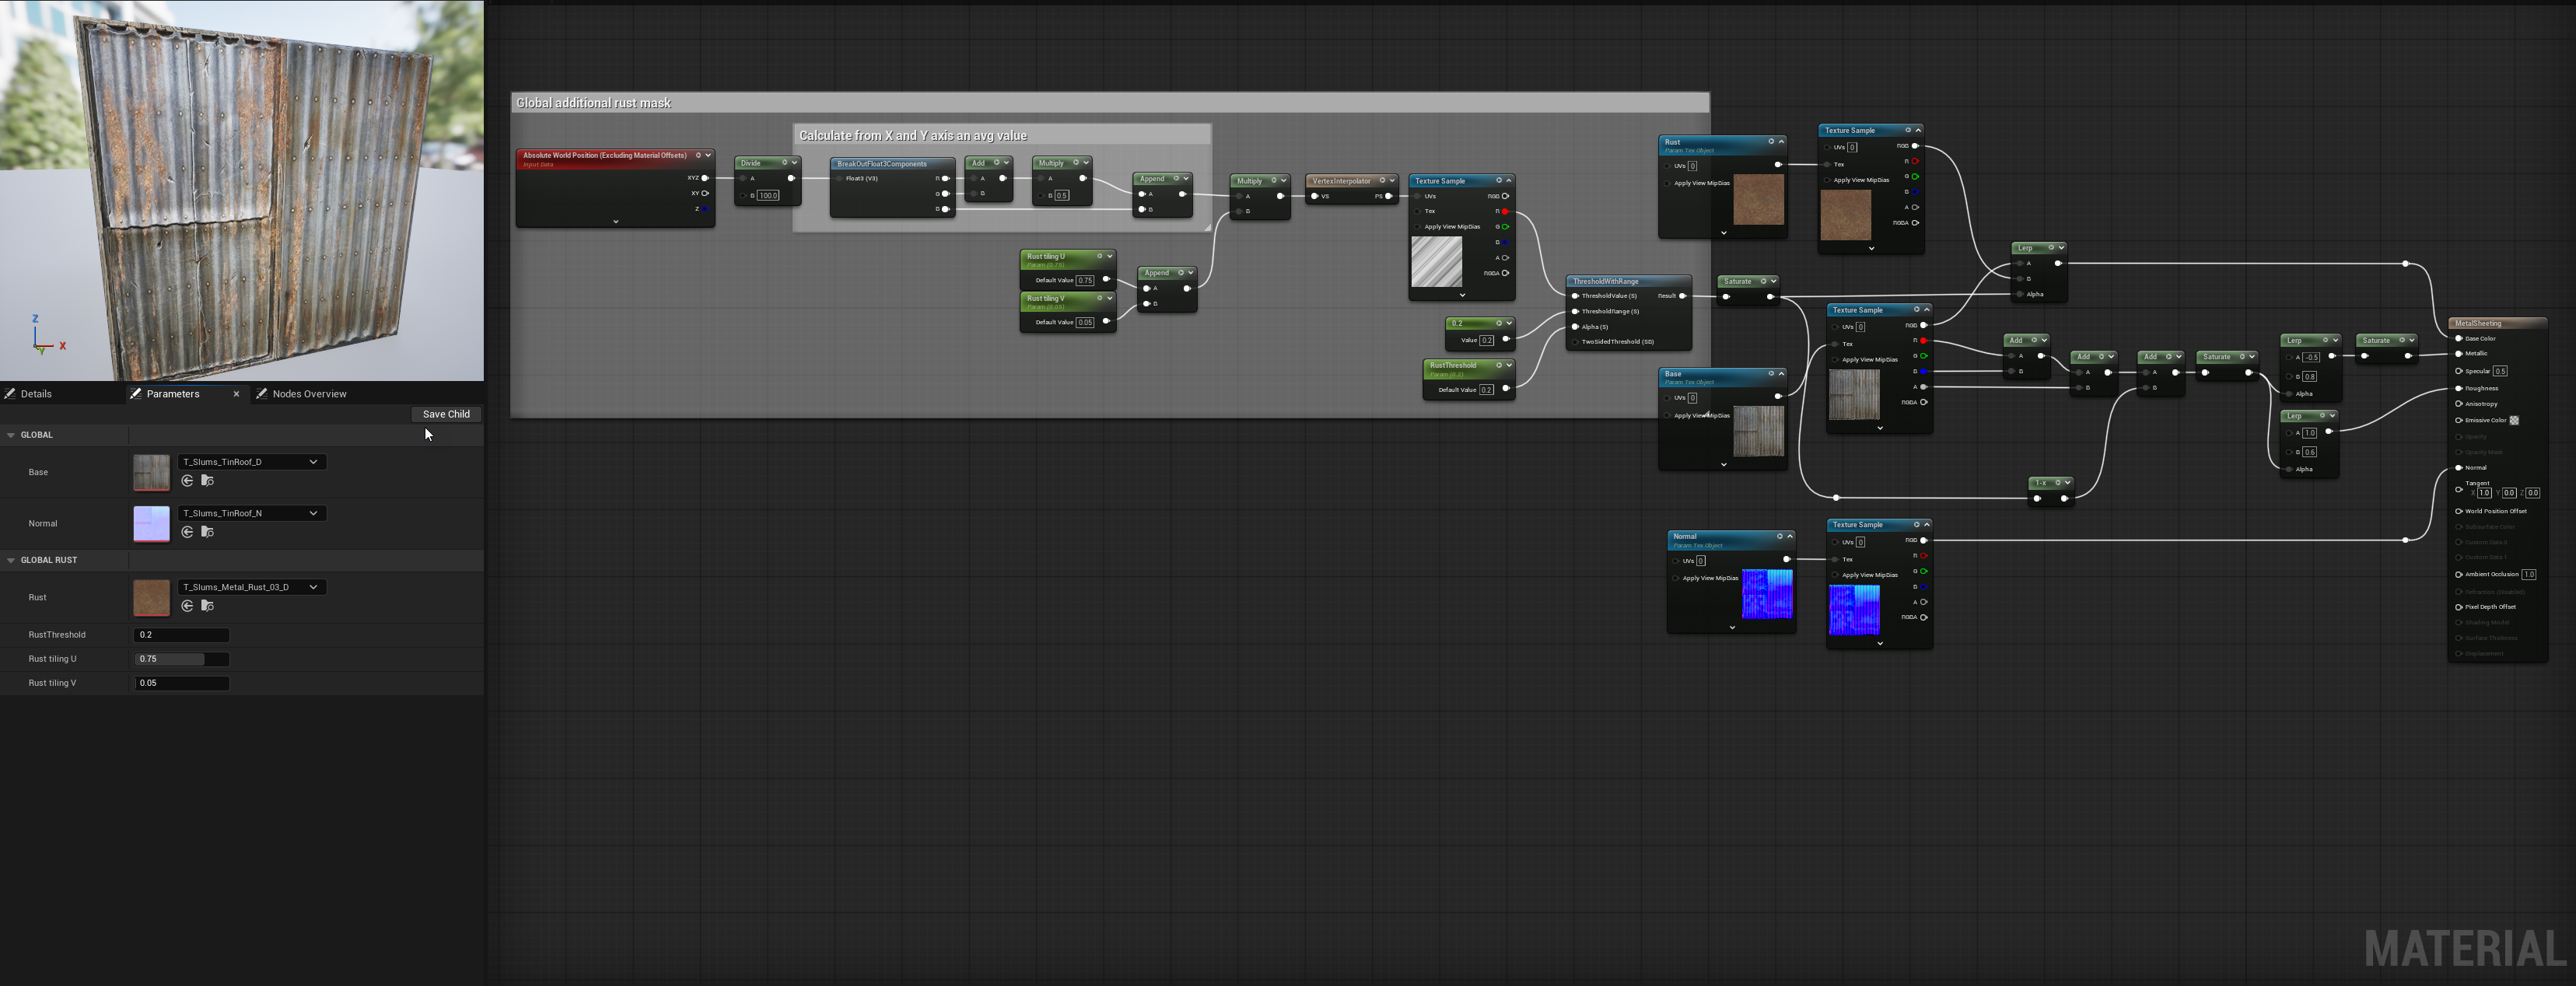 Global additional rust mask
Calculate from X and Y axis an avg value
Absolute World Position (Excluding Material Offsets)
Input Data
XYZ
XY
Z
Divide
A
B 100.0
BreakOutFloat3Components
Float3 (V3)
R
G
B
Add
A
B
Multiply
A
B 0.5
Append
A
B
Rust tiling U
Param (0.75)
Default Value 0.75
Rust tiling V
Param (0.05)
Default Value 0.05
Append
A
B
Multiply
A
B
VertexInterpolator
VS PS
Texture Sample
UVs RGB
Tex R
Apply View MipBias G
B
A
RGBA
0.2
Value 0.2
RustThreshold
Param (0.2)
Default Value 0.2
ThresholdWithRange
ThresholdValue (S) Result
ThresholdRange (S)
Alpha (S)
TwoSidedThreshold (SB)
Saturate
Rust
Param Tex Object
UVs 0
Apply View MipBias
Texture Sample
UVs 0 RGB
Tex R
Apply View MipBias G
B
A
RGBA
Lerp
A
B
Alpha
Base
Param Tex Object
UVs 0
Apply View MipBias
Texture Sample
UVs 0 RGB
Tex R
Apply View MipBias G
B
A
RGBA
Add
A
B
Add
A
B
Add
A
B
Saturate
Lerp
A -0.5
B 0.8
Alpha
Saturate
Lerp
A 1.0
B 0.6
Alpha
1-x
Normal
Param Tex Object
UVs 0
Apply View MipBias
Texture Sample
UVs 0 RGB
Tex R
Apply View MipBias G
B
A
RGBA
MetalSheeting
Base Color
Metallic
Specular 0.5
Roughness
Anisotropy
Emissive Color
Opacity
Opacity Mask
Normal
Tangent
X 1.0 Y 0.0 Z 0.0
World Position Offset
Subsurface Color
Custom Data 0
Custom Data 1
Ambient Occlusion 1.0
Refraction (Disabled)
Pixel Depth Offset
Shading Model
Surface Thickness
Displacement
Z
X
Y
Details
Parameters
Nodes Overview
Save Child
GLOBAL
Base
T_Slums_TinRoof_D
Normal
T_Slums_TinRoof_N
GLOBAL RUST
Rust
T_Slums_Metal_Rust_03_D
RustThreshold 0.2
Rust tiling U 0.75
Rust tiling V 0.05
MATERIAL